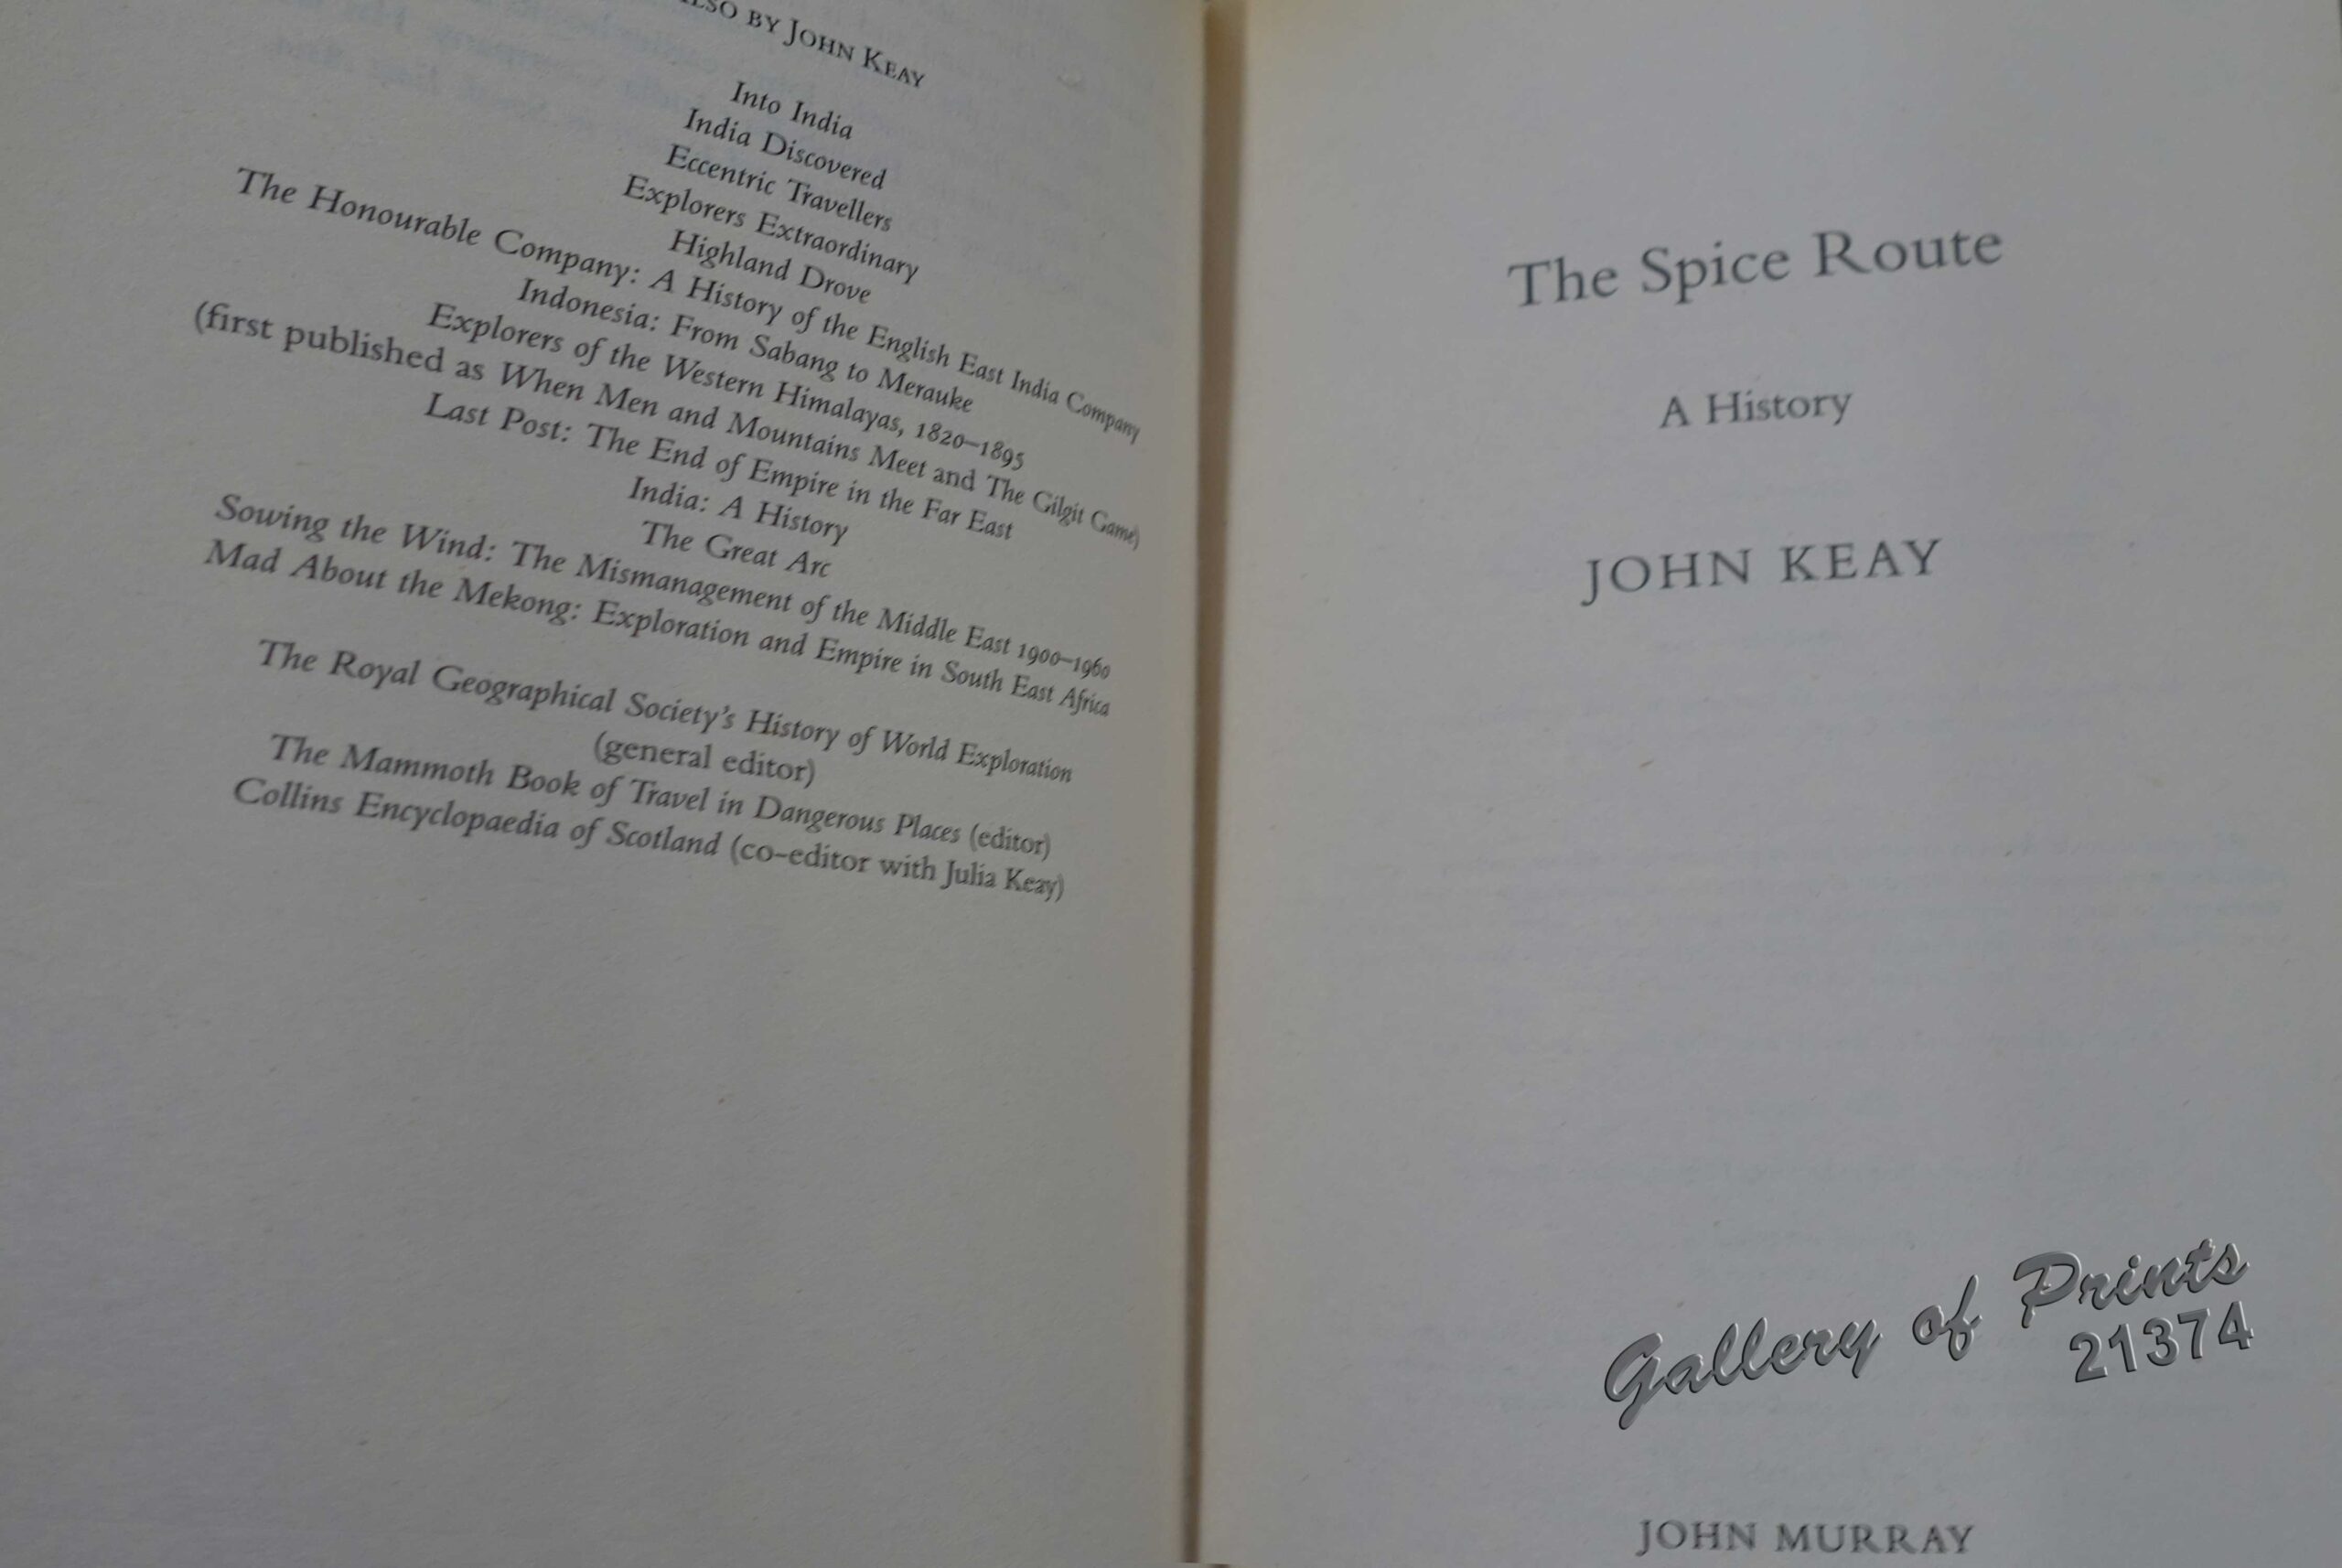 ALSO BY JOHN KEAY
Into India
India Discovered
Eccentric Travellers
Explorers Extraordinary
Highland Drove
The Honourable Company: A History of the English East India Company
Indonesia: From Sabang to Merauke
Explorers of the Western Himalayas, 1820–1895
(first published as When Men and Mountains Meet and The Gilgit Game)
Last Post: The End of Empire in the Far East
India: A History
The Great Arc
Sowing the Wind: The Mismanagement of the Middle East 1900–1960
Mad About the Mekong: Exploration and Empire in South East Africa
The Royal Geographical Society's History of World Exploration
(general editor)
The Mammoth Book of Travel in Dangerous Places (editor)
Collins Encyclopaedia of Scotland (co-editor with Julia Keay)
The Spice Route
A History
JOHN KEAY
Gallery of Prints
21374
JOHN MURRAY